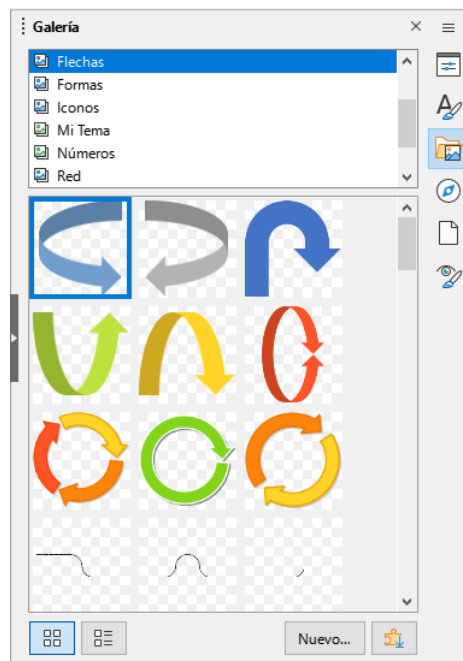 Galería
Flechas
Formas
Iconos
Mi Tema
Números
Red
Nuevo...